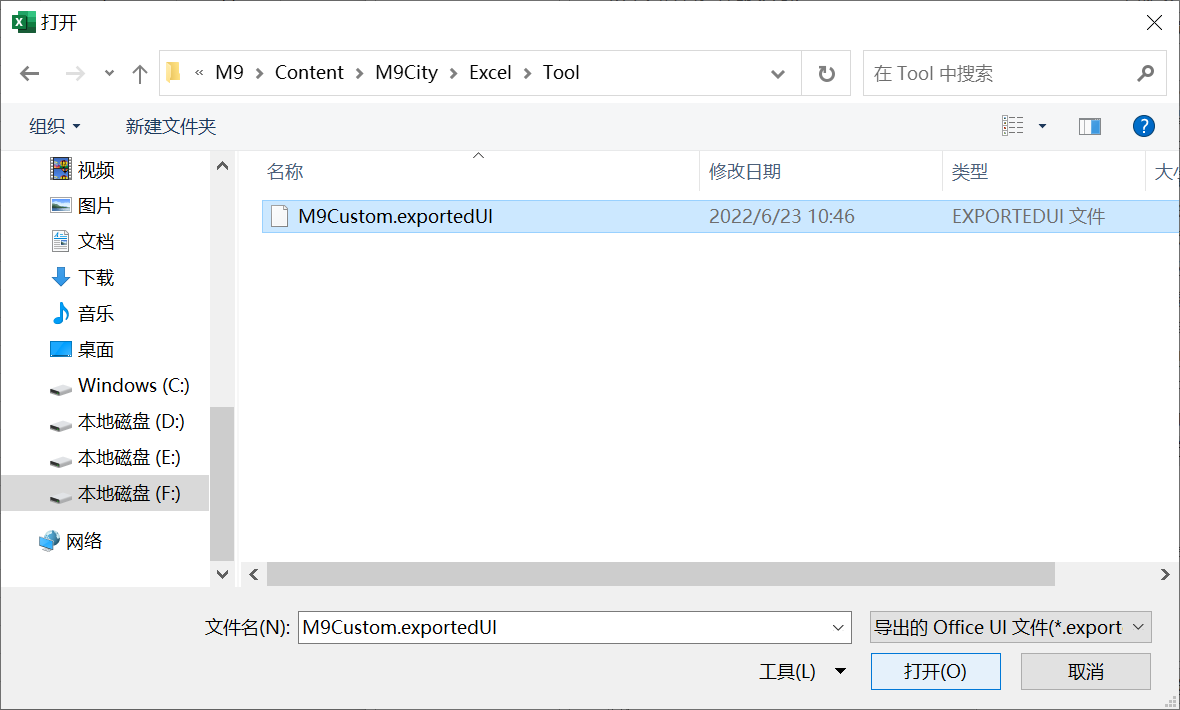 打开
« M9 > Content > M9City > Excel > Tool
在 Tool 中搜索
组织
新建文件夹
名称
修改日期
类型
视频
图片
文档
下载
音乐
桌面
Windows (C:)
本地磁盘 (D:)
本地磁盘 (E:)
本地磁盘 (F:)
网络
M9Custom.exportedUI
2022/6/23 10:46
EXPORTEDUI 文件
文件名(N):
M9Custom.exportedUI
导出的 Office UI 文件(*.export
工具(L)
打开(O)
取消